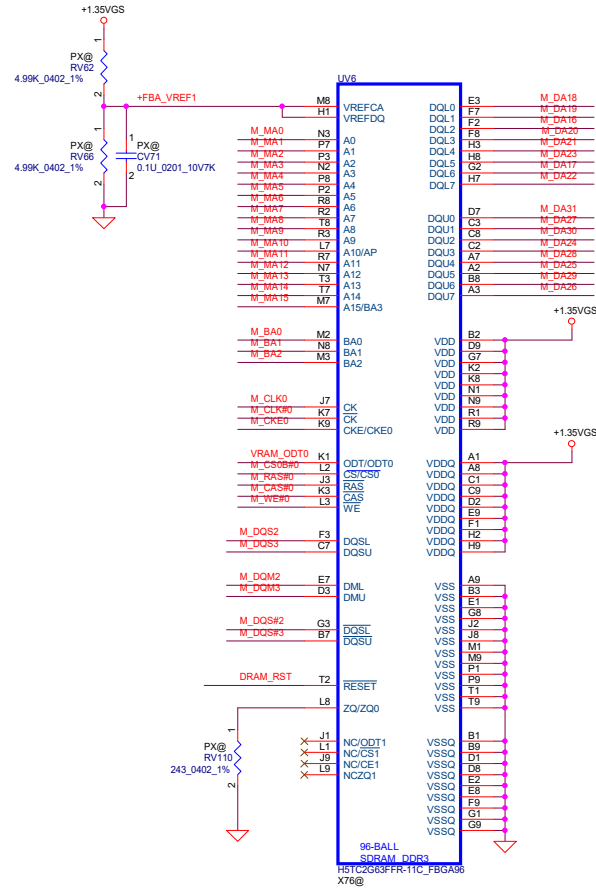 +1.35VGS
1
PX@
RV62
4.99K_0402_1%
2
+FBA_VREF1
1
PX@
RV66
4.99K_0402_1%
2
1
PX@
CV71
0.1U_0201_10V7K
2
UV6
M8 VREFCA
H1 VREFDQ
M_MA0 N3 A0
M_MA1 P7 A1
M_MA2 P3 A2
M_MA3 N2 A3
M_MA4 P8 A4
M_MA5 P2 A5
M_MA6 R8 A6
M_MA7 R2 A7
M_MA8 T8 A8
M_MA9 R3 A9
M_MA10 L7 A10/AP
M_MA11 R7 A11
M_MA12 N7 A12
M_MA13 T3 A13
M_MA14 T7 A14
M_MA15 M7 A15/BA3
M_BA0 M2 BA0
M_BA1 N8 BA1
M_BA2 M3 BA2
M_CLK0 J7 CK
M_CLK#0 K7 CK
M_CKE0 K9 CKE/CKE0
VRAM_ODT0 K1 ODT/ODT0
M_CS0B#0 L2 CS/CS0
M_RAS#0 J3 RAS
M_CAS#0 K3 CAS
M_WE#0 L3 WE
M_DQS2 F3 DQSL
M_DQS3 C7 DQSU
M_DQM2 E7 DML
M_DQM3 D3 DMU
M_DQS#2 G3 DQSL
M_DQS#3 B7 DQSU
DRAM_RST T2 RESET
L8 ZQ/ZQ0
1
PX@
RV110
243_0402_1%
2
J1 NC/ODT1
L1 NC/CS1
J9 NC/CE1
L9 NCZQ1
DQL0 E3 M_DA18
DQL1 F7 M_DA19
DQL2 F2 M_DA16
DQL3 F8 M_DA20
DQL4 H3 M_DA21
DQL5 H8 M_DA23
DQL6 G2 M_DA17
DQL7 H7 M_DA22
DQU0 D7 M_DA31
DQU1 C3 M_DA27
DQU2 C8 M_DA30
DQU3 C2 M_DA24
DQU4 A7 M_DA28
DQU5 A2 M_DA25
DQU6 B8 M_DA29
DQU7 A3 M_DA26
+1.35VGS
VDD B2
VDD D9
VDD G7
VDD K2
VDD K8
VDD N1
VDD N9
VDD R1
VDD R9
+1.35VGS
VDDQ A1
VDDQ A8
VDDQ C1
VDDQ C9
VDDQ D2
VDDQ E9
VDDQ F1
VDDQ H2
VDDQ H9
VSS A9
VSS B3
VSS E1
VSS G8
VSS J2
VSS J8
VSS M1
VSS M9
VSS P1
VSS P9
VSS T1
VSS T9
VSSQ B1
VSSQ B9
VSSQ D1
VSSQ D8
VSSQ E2
VSSQ E8
VSSQ F9
VSSQ G1
VSSQ G9
96-BALL
SDRAM_DDR3
H5TC2G63FFR-11C_FBGA96
X76@